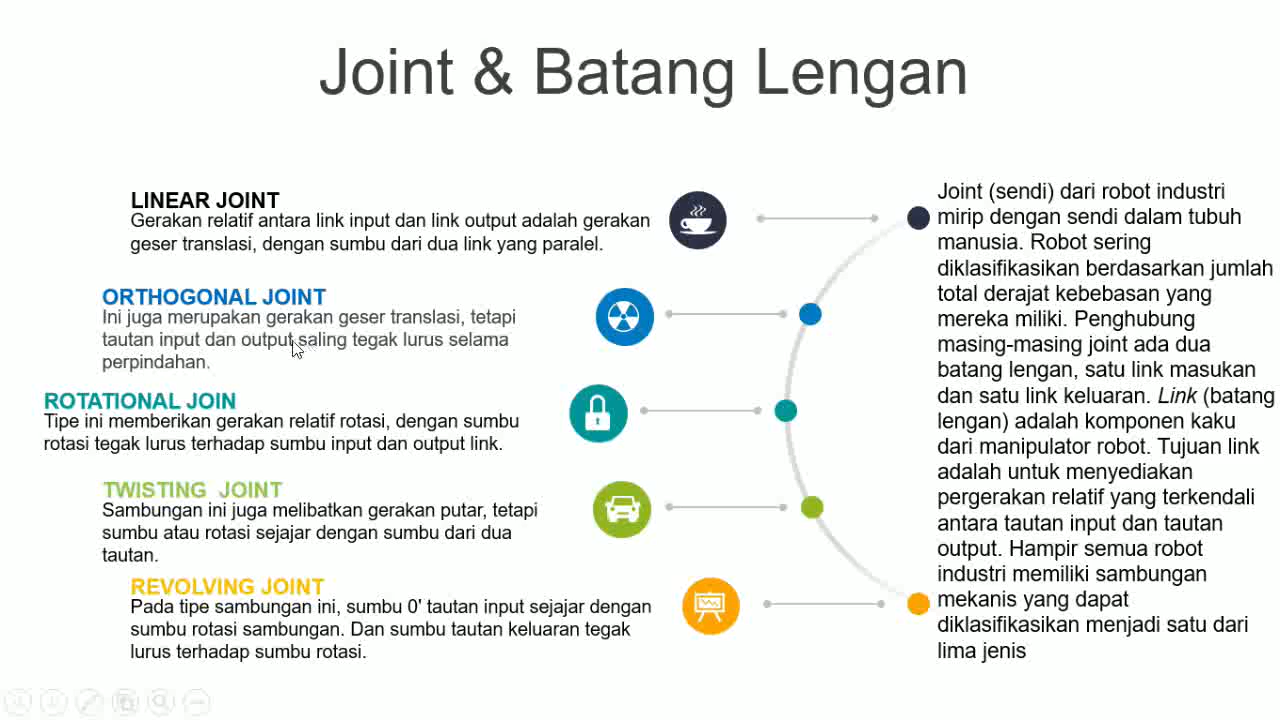 Joint & Batang Lengan
LINEAR JOINT
Gerakan relatif antara link input dan link output adalah gerakan
geser translasi, dengan sumbu dari dua link yang paralel.
ORTHOGONAL JOINT
Ini juga merupakan gerakan geser translasi, tetapi
tautan input dan output saling tegak lurus selama
perpindahan.
ROTATIONAL JOIN
Tipe ini memberikan gerakan relatif rotasi, dengan sumbu
rotasi tegak lurus terhadap sumbu input dan output link.
TWISTING JOINT
Sambungan ini juga melibatkan gerakan putar, tetapi
sumbu atau rotasi sejajar dengan sumbu dari dua
tautan.
REVOLVING JOINT
Pada tipe sambungan ini, sumbu 0' tautan input sejajar dengan
sumbu rotasi sambungan. Dan sumbu tautan keluaran tegak
lurus terhadap sumbu rotasi.
Joint (sendi) dari robot industri
mirip dengan sendi dalam tubuh
manusia. Robot sering
diklasifikasikan berdasarkan jumlah
total derajat kebebasan yang
mereka miliki. Penghubung
masing-masing joint ada dua
batang lengan, satu link masukan
dan satu link keluaran. Link (batang
lengan) adalah komponen kaku
dari manipulator robot. Tujuan link
adalah untuk menyediakan
pergerakan relatif yang terkendali
antara tautan input dan tautan
output. Hampir semua robot
industri memiliki sambungan
mekanis yang dapat
diklasifikasikan menjadi satu dari
lima jenis